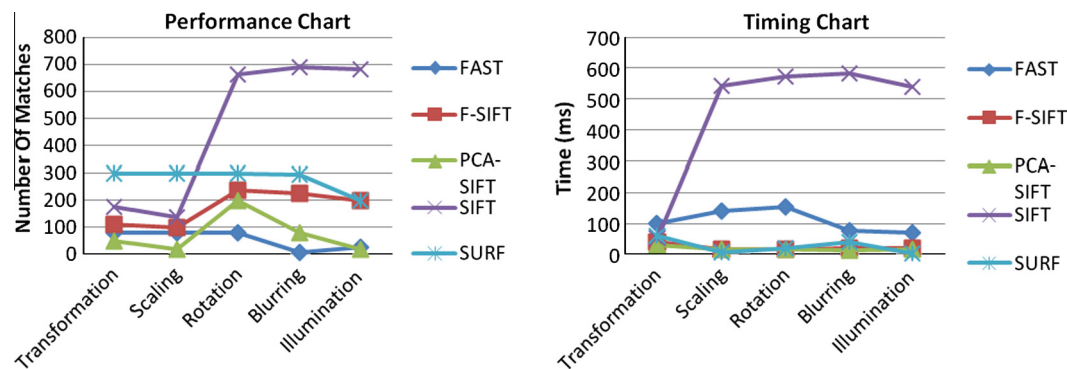 Performance Chart
Number Of Matches
800
700
600
500
400
300
200
100
0
Transformation
Scaling
Rotation
Blurring
Illumination
FAST
F-SIFT
PCA-
SIFT
SIFT
SURF
Timing Chart
Time (ms)
700
600
500
400
300
200
100
0
Transformation
Scaling
Rotation
Blurring
Illumination
FAST
F-SIFT
PCA-
SIFT
SIFT
SURF